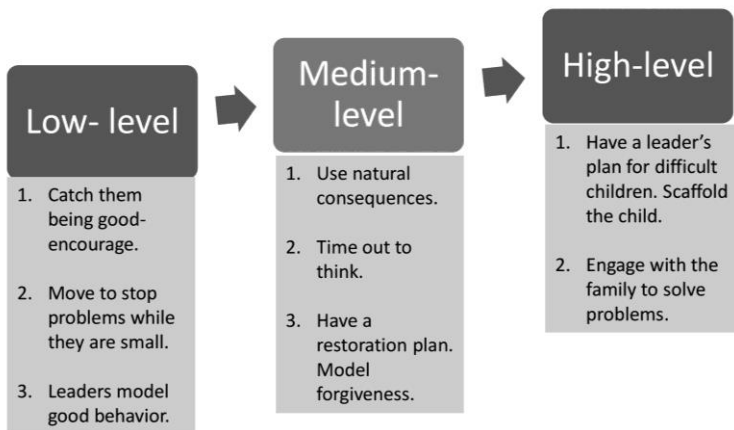 Low- level
1. Catch them
being good-
encourage.
2. Move to stop
problems while
they are small.
3. Leaders model
good behavior.
Medium-
level
1. Use natural
consequences.
2. Time out to
think.
3. Have a
restoration plan.
Model
forgiveness.
High-level
1. Have a leader’s
plan for difficult
children. Scaffold
the child.
2. Engage with the
family to solve
problems.